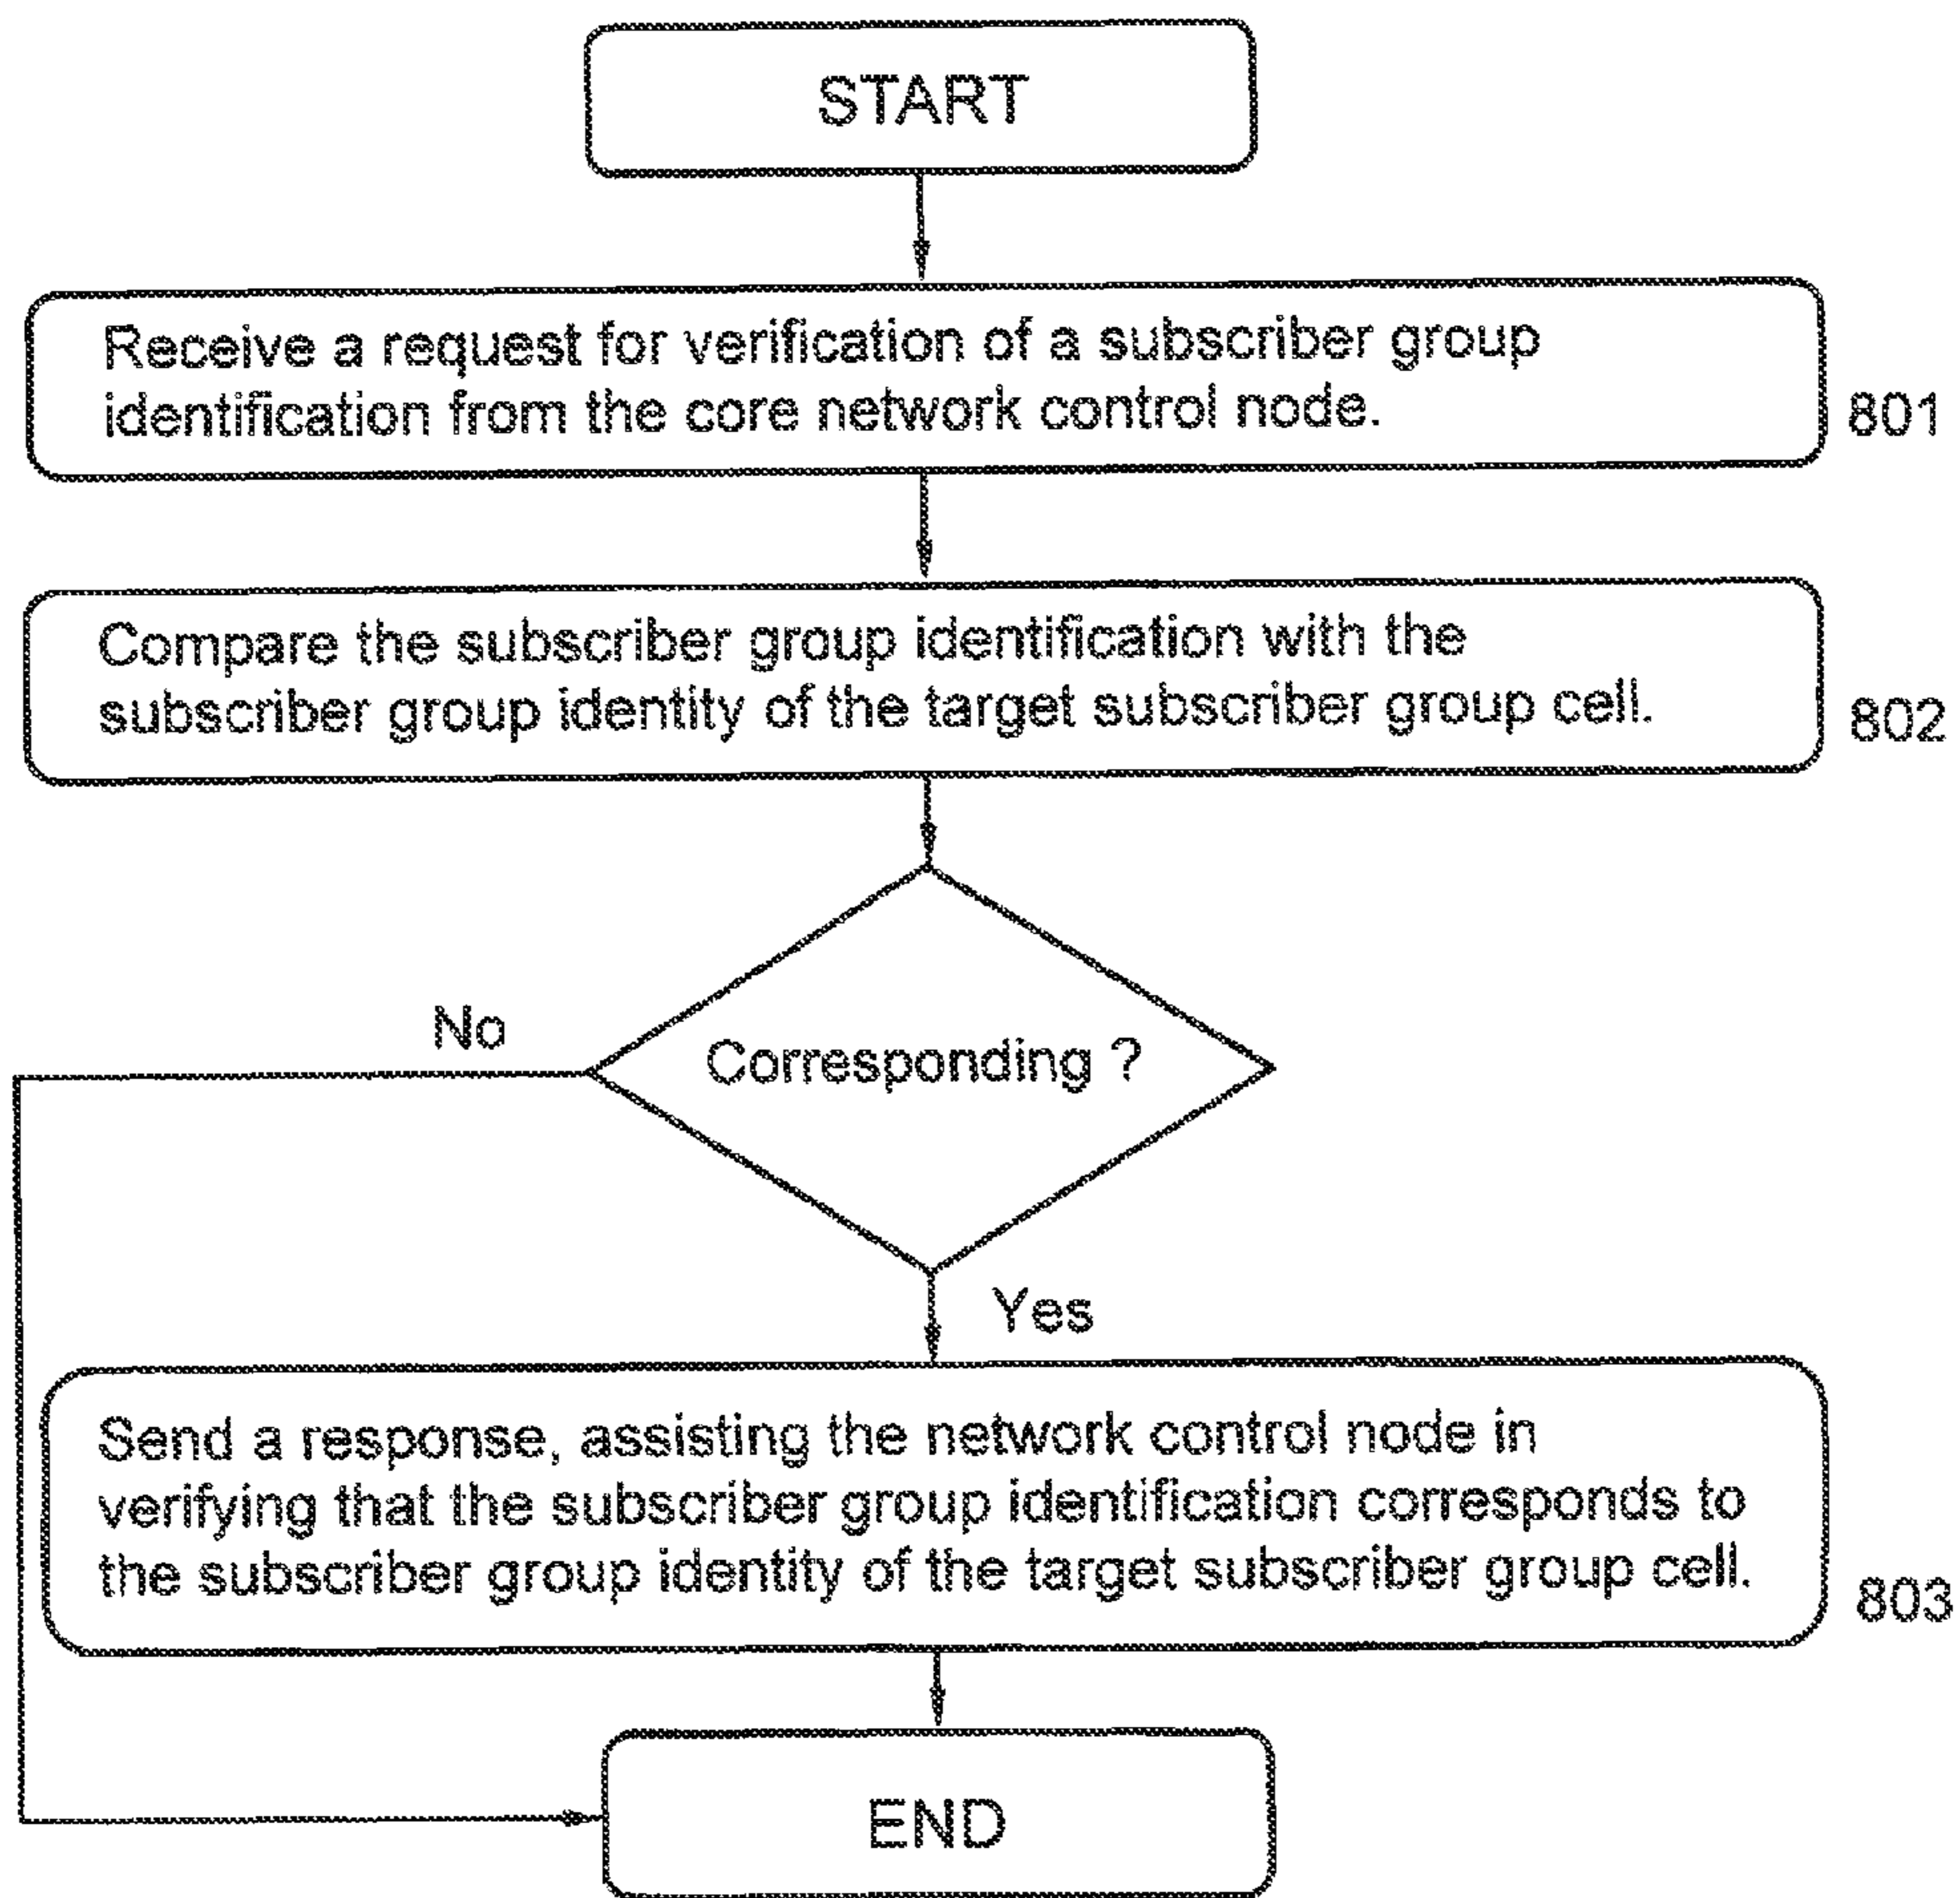 START
Receive a request for verification of a subscriber group
identification from the core network control node.
801
Compare the subscriber group identification with the
subscriber group identity of the target subscriber group cell.
802
No
Corresponding ?
Yes
Send a response, assisting the network control node in
verifying that the subscriber group identification corresponds to
the subscriber group identity of the target subscriber group cell.
803
END